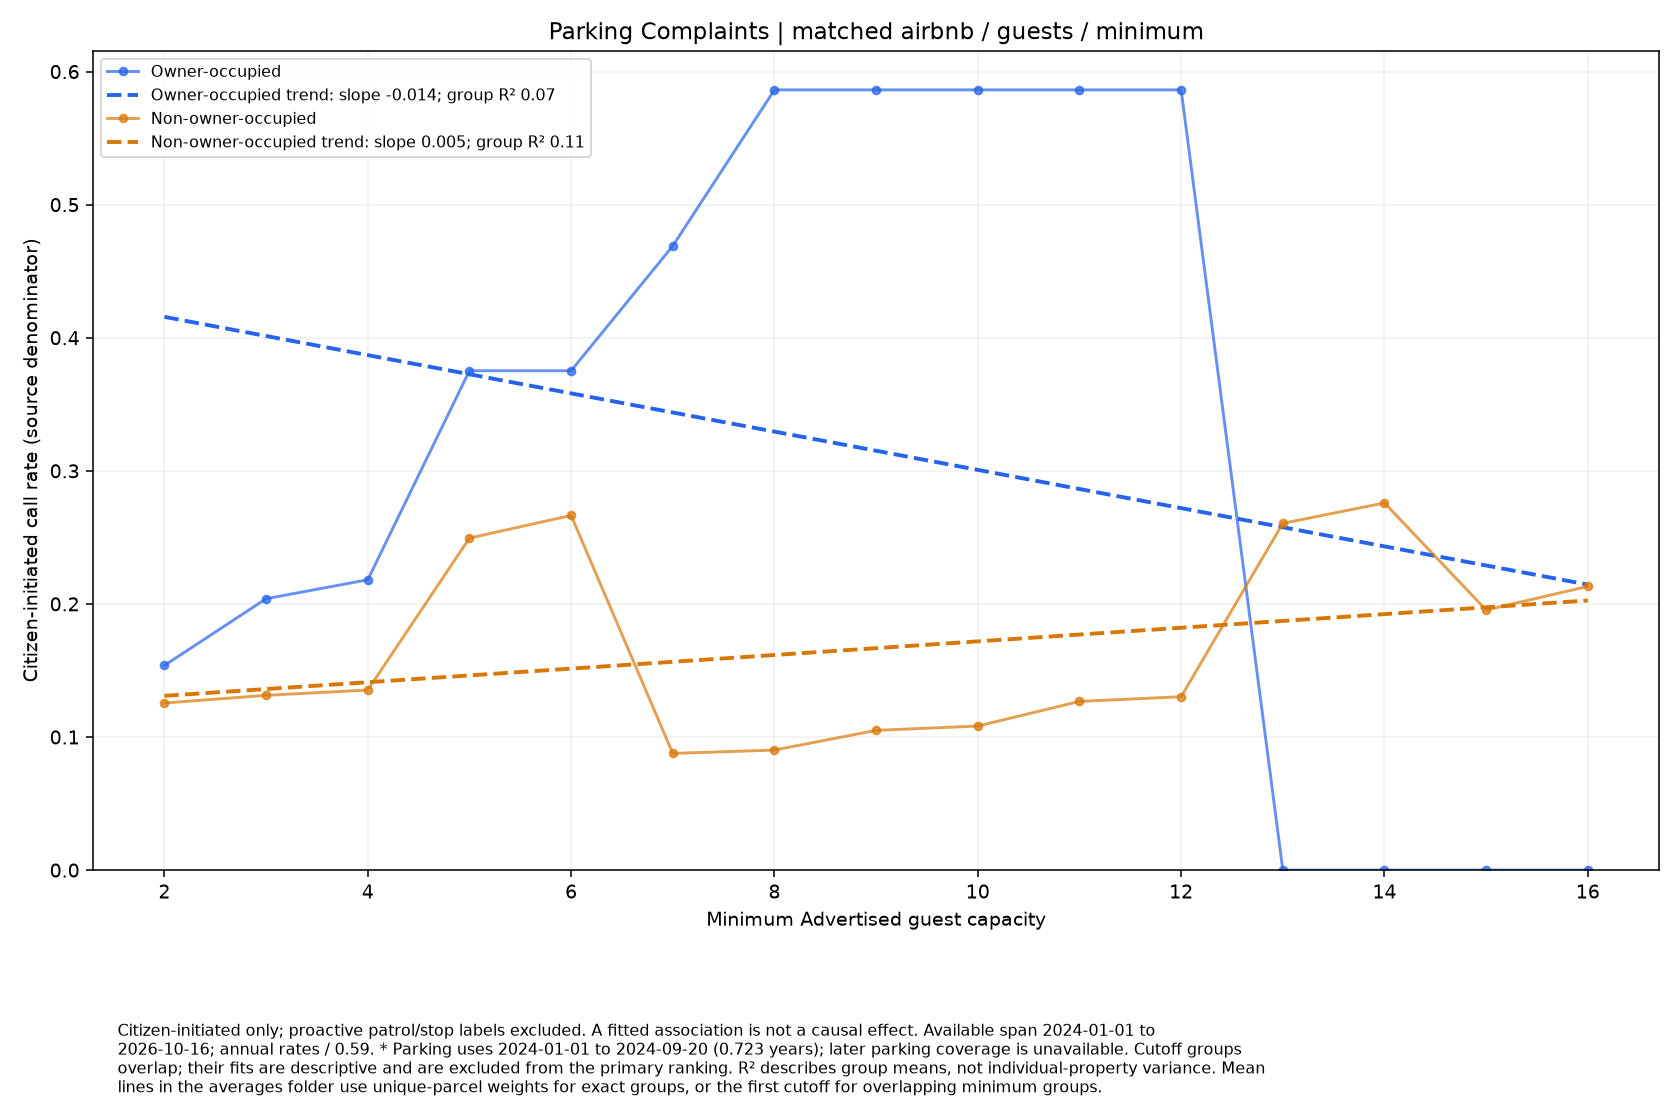 Parking Complaints | matched airbnb / guests / minimum
Owner-occupied
Owner-occupied trend: slope -0.014; group R² 0.07
Non-owner-occupied
Non-owner-occupied trend: slope 0.005; group R² 0.11
Citizen-initiated call rate (source denominator)
0.6
0.5
0.4
0.3
0.2
0.1
0.0
2 4 6 8 10 12 14 16
Minimum Advertised guest capacity
Citizen-initiated only; proactive patrol/stop labels excluded. A fitted association is not a causal effect. Available span 2024-01-01 to
2026-10-16; annual rates / 0.59. * Parking uses 2024-01-01 to 2024-09-20 (0.723 years); later parking coverage is unavailable. Cutoff groups
overlap; their fits are descriptive and are excluded from the primary ranking. R² describes group means, not individual-property variance. Mean
lines in the averages folder use unique-parcel weights for exact groups, or the first cutoff for overlapping minimum groups.